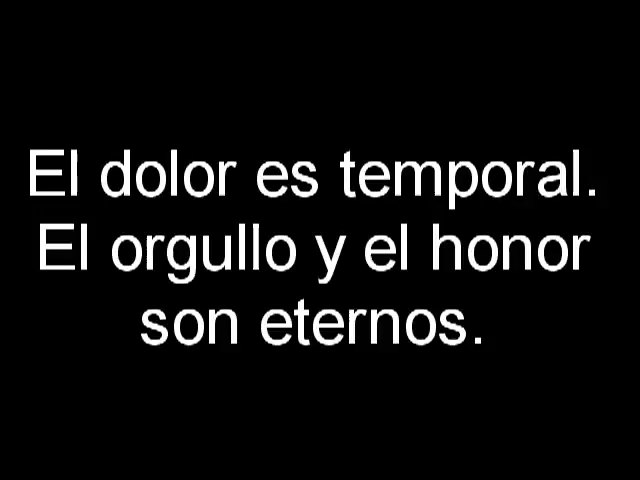 El dolor es temporal.
El orgullo y el honor
son eternos.